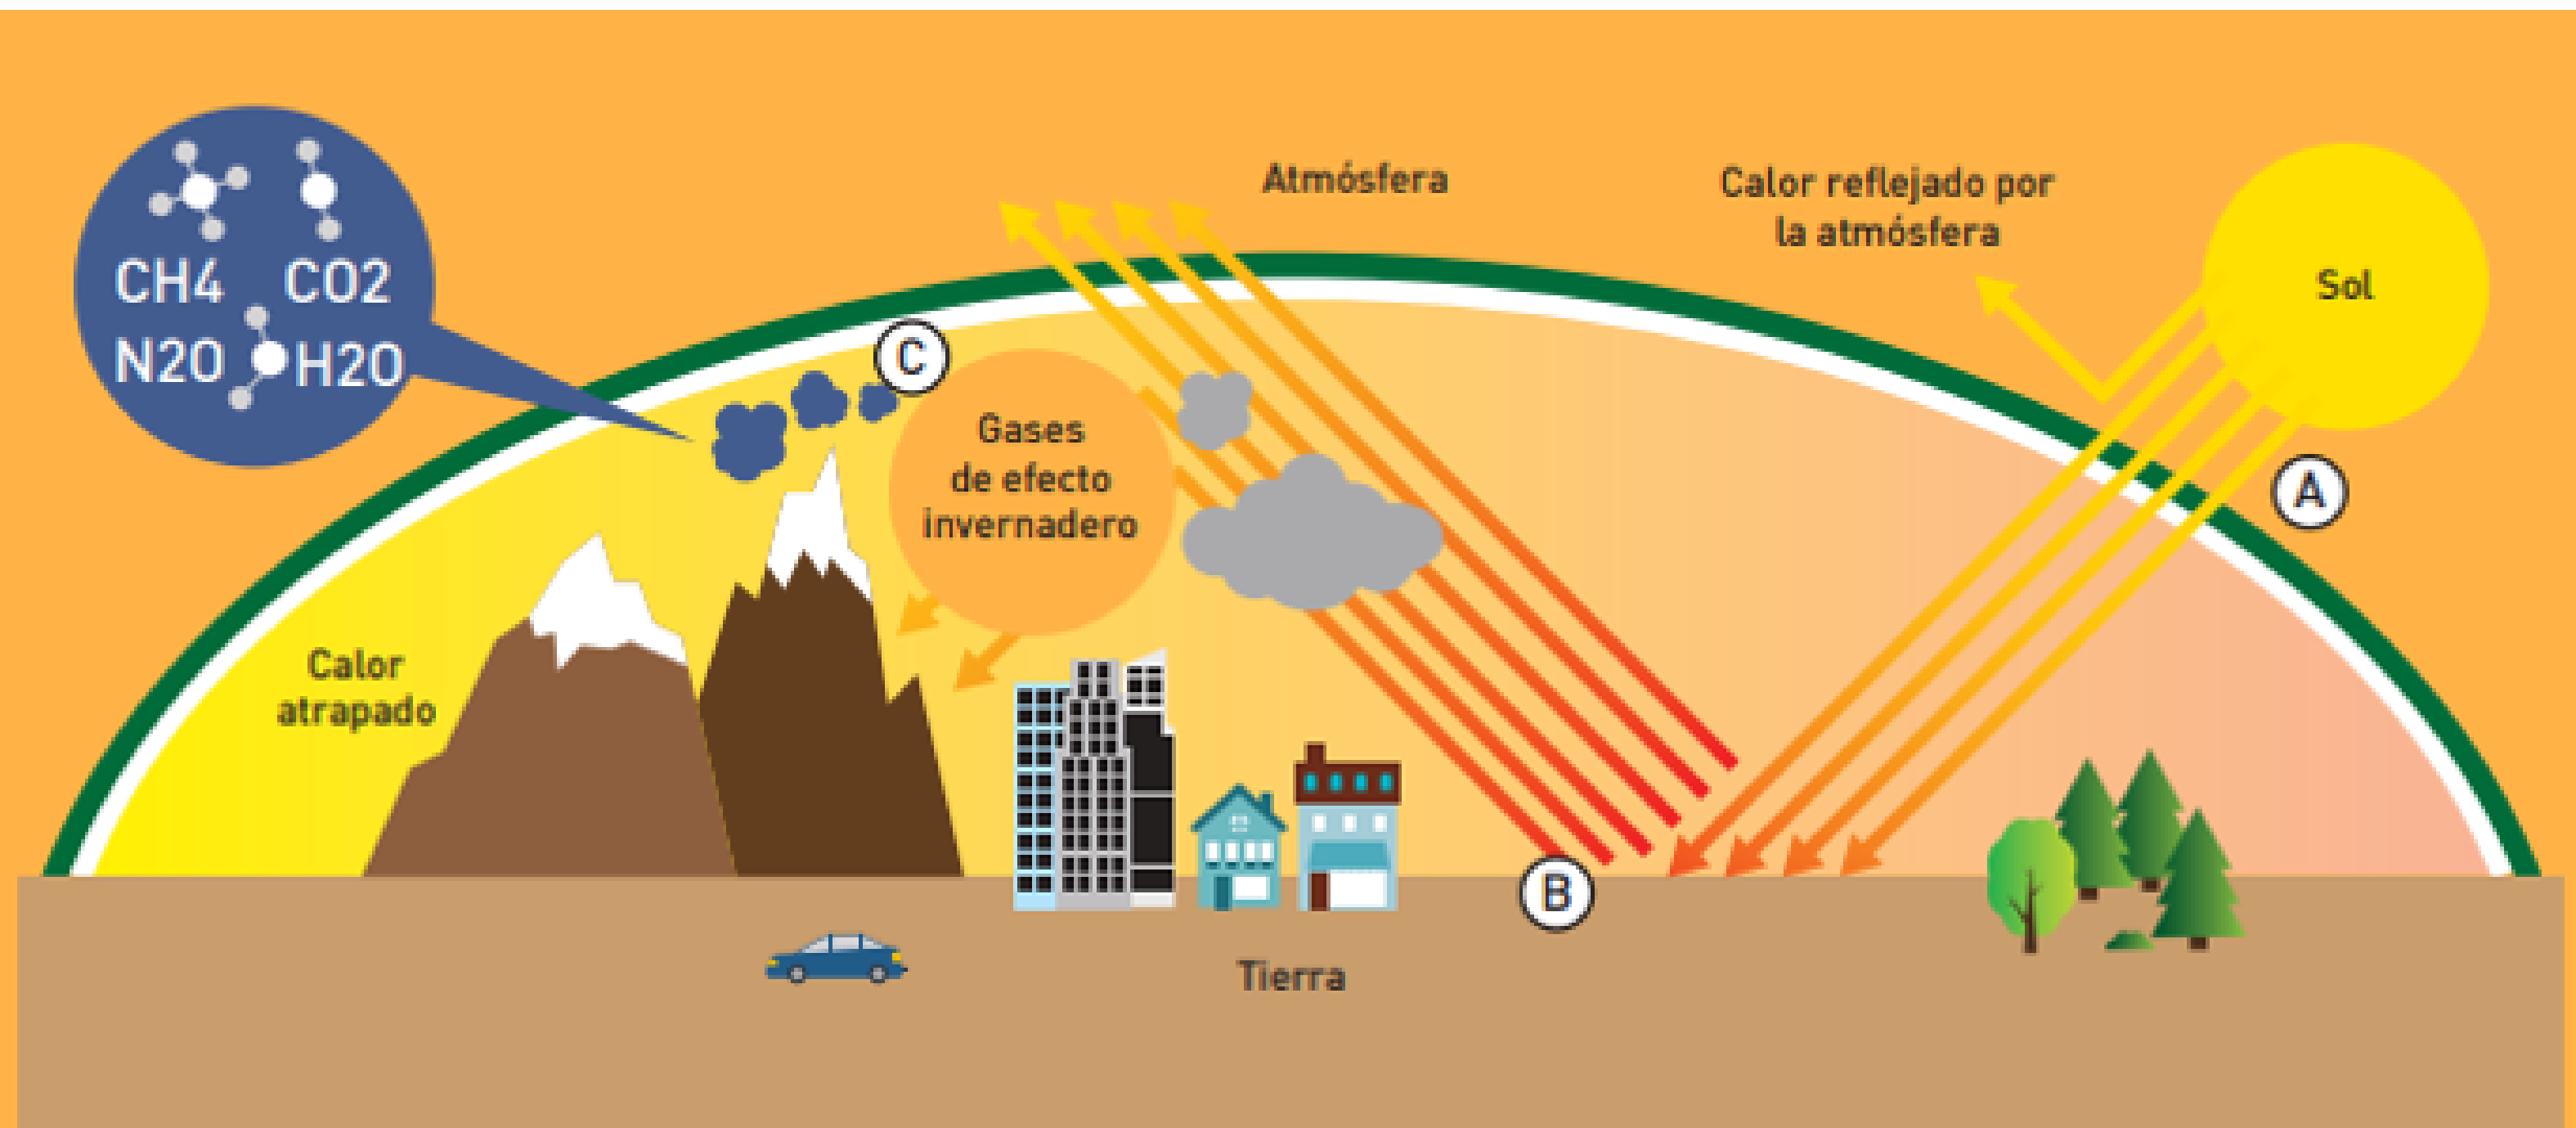 Atmósfera
Calor reflejado por
la atmósfera
Sol
CH4 CO2
N2O H2O
C
Gases
de efecto
invernadero
A
Calor
atrapado
B
Tierra